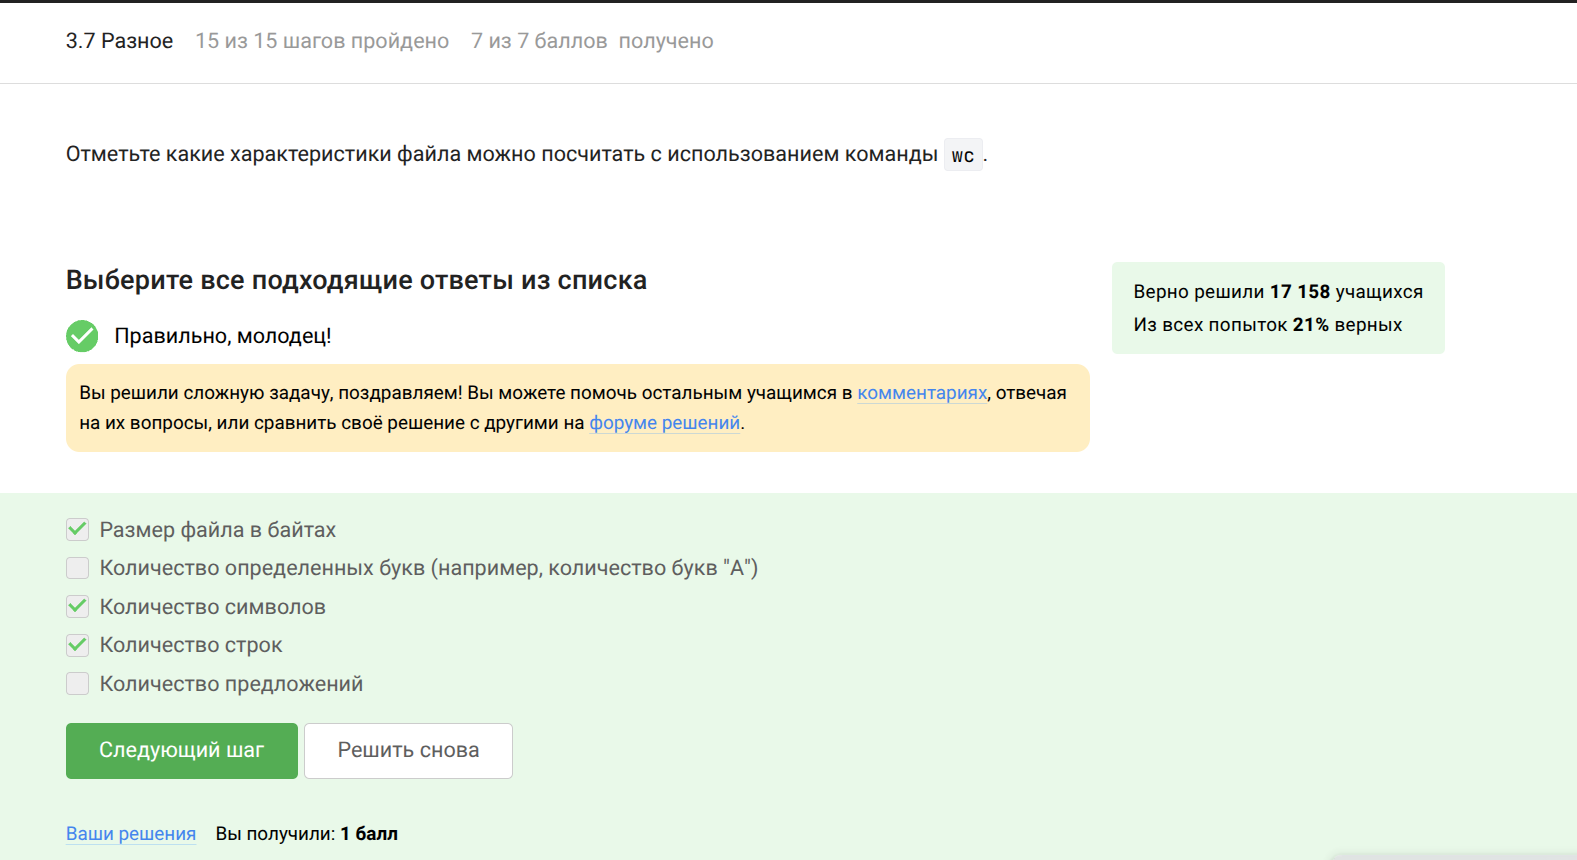 3.7 Разное 15 из 15 шагов пройдено 7 из 7 баллов получено
Отметьте какие характеристики файла можно посчитать с использованием команды wc.
Выберите все подходящие ответы из списка
Верно решили 17 158 учащихся
Из всех попыток 21% верных
Правильно, молодец!
Вы решили сложную задачу, поздравляем! Вы можете помочь остальным учащимся в комментариях, отвечая
на их вопросы, или сравнить своё решение с другими на форуме решений.
Размер файла в байтах
Количество определенных букв (например, количество букв "А")
Количество символов
Количество строк
Количество предложений
Следующий шаг Решить снова
Ваши решения Вы получили: 1 балл